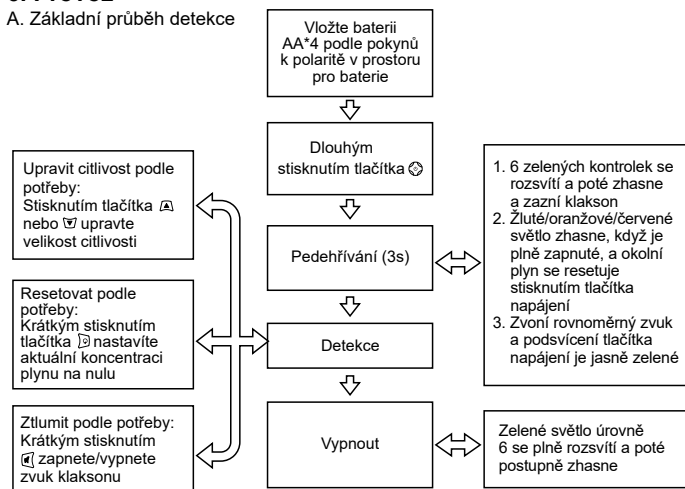 A. Základní průběh detekce
Vložte baterii
AA*4 podle pokynů
k polaritě v prostoru
pro baterie
Dlouhým
stisknutím tlačítka
Upravit citlivost podle
potřeby:
Stisknutím tlačítka
nebo upravte
velikost citlivosti
Pedehřívání (3s)
1. 6 zelených kontrolek se
rozsvítí a poté zhasne
a zazní klakson
2. Žluté/oranžové/červené
světlo zhasne, když je
plně zapnuté, a okolní
plyn se resetuje
stisknutím tlačítka
napájení
3. Zvoní rovnoměrný zvuk
a podsvícení tlačítka
napájení je jasně zelené
Resetovat podle
potřeby:
Krátkým stisknutím
tlačítka nastavíte
aktuální koncentraci
plynu na nulu
Detekce
Ztlumit podle potřeby:
Krátkým stisknutím
zapnete/vypnete
zvuk klaksonu
Vypnout
Zelené světlo úrovně
6 se plně rozsvítí a poté
postupně zhasne